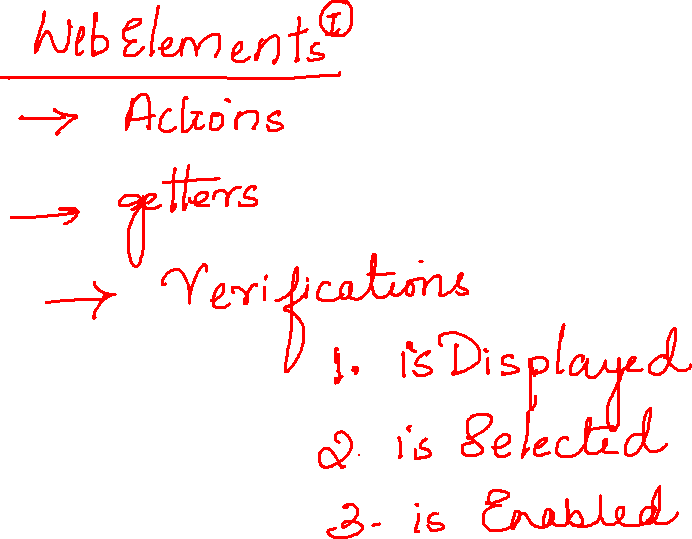 WebElements Ⓘ
→ Actions
→ getters
→ Verifications
1. isDisplayed
2. is Selected
3. is Enabled